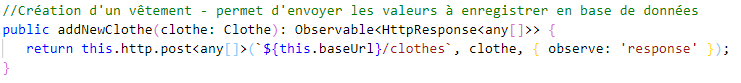 //Création d'un vêtement - permet d'envoyer les valeurs à enregistrer en base de données
public addNewClothe(clothe: Clothe): Observable<HttpResponse<any[]>> {
return this.http.post<any[]>(`${this.baseUrl}/clothes`, clothe, { observe: 'response' });
}